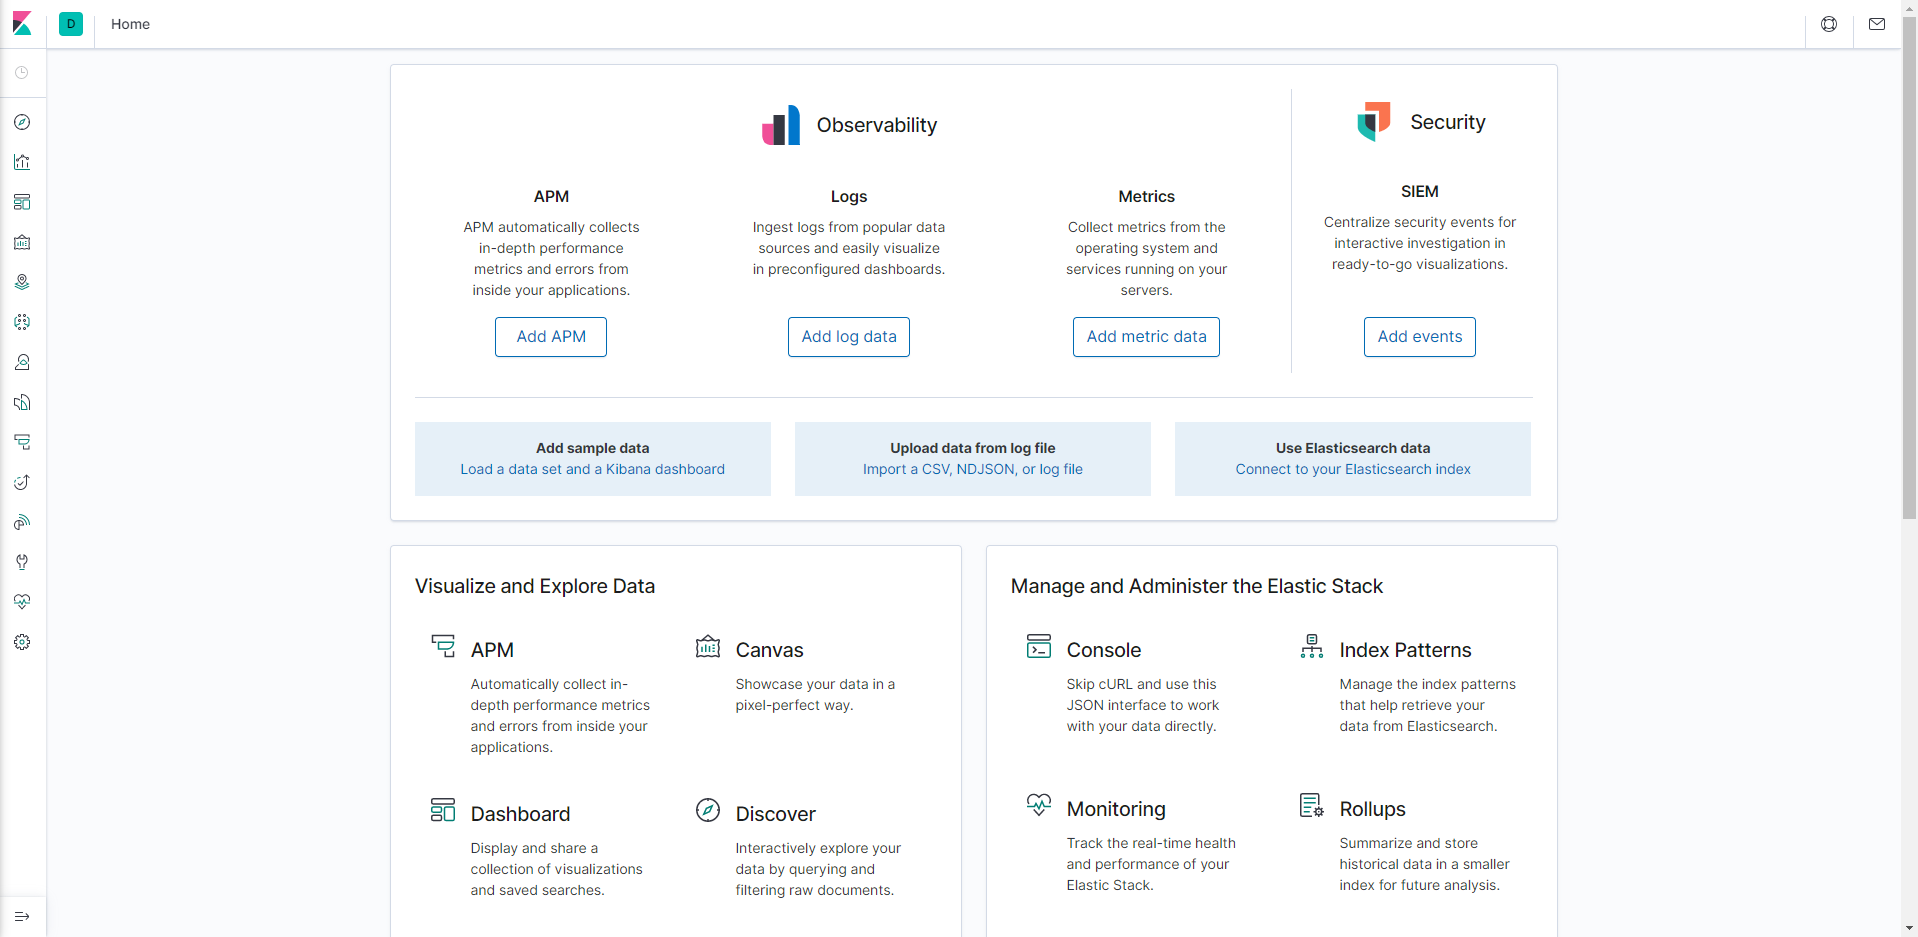 D Home
Observability
Security
APM
APM automatically collects
in-depth performance
metrics and errors from
inside your applications.
Add APM
Logs
Ingest logs from popular data
sources and easily visualize
in preconfigured dashboards.
Add log data
Metrics
Collect metrics from the
operating system and
services running on your
servers.
Add metric data
SIEM
Centralize security events for
interactive investigation in
ready-to-go visualizations.
Add events
Add sample data
Load a data set and a Kibana dashboard
Upload data from log file
Import a CSV, NDJSON, or log file
Use Elasticsearch data
Connect to your Elasticsearch index
Visualize and Explore Data
APM
Automatically collect in-
depth performance metrics
and errors from inside your
applications.
Canvas
Showcase your data in a
pixel-perfect way.
Dashboard
Display and share a
collection of visualizations
and saved searches.
Discover
Interactively explore your
data by querying and
filtering raw documents.
Manage and Administer the Elastic Stack
Console
Skip cURL and use this
JSON interface to work
with your data directly.
Index Patterns
Manage the index patterns
that help retrieve your
data from Elasticsearch.
Monitoring
Track the real-time health
and performance of your
Elastic Stack.
Rollups
Summarize and store
historical data in a smaller
index for future analysis.